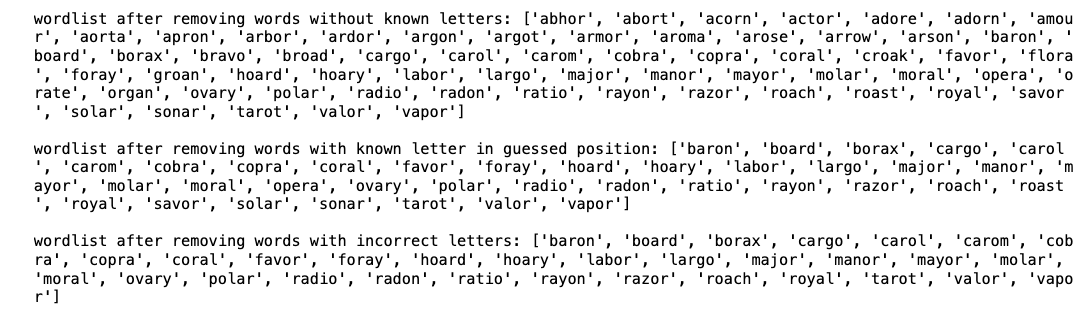 wordlist after removing words without known letters: ['abhor', 'abort', 'acorn', 'actor', 'adore', 'adorn', 'amou
r', 'aorta', 'apron', 'arbor', 'ardor', 'argon', 'argot', 'armor', 'aroma', 'arose', 'arrow', 'arson', 'baron', '
board', 'borax', 'bravo', 'broad', 'cargo', 'carol', 'carom', 'cobra', 'copra', 'coral', 'croak', 'favor', 'flora
', 'foray', 'groan', 'hoard', 'hoary', 'labor', 'largo', 'major', 'manor', 'mayor', 'molar', 'moral', 'opera', 'o
rate', 'organ', 'ovary', 'polar', 'radio', 'radon', 'ratio', 'rayon', 'razor', 'roach', 'roast', 'royal', 'savor
', 'solar', 'sonar', 'tarot', 'valor', 'vapor']
wordlist after removing words with known letter in guessed position: ['baron', 'board', 'borax', 'cargo', 'carol
', 'carom', 'cobra', 'copra', 'coral', 'favor', 'foray', 'hoard', 'hoary', 'labor', 'largo', 'major', 'manor', 'm
ayor', 'molar', 'moral', 'opera', 'ovary', 'polar', 'radio', 'radon', 'ratio', 'rayon', 'razor', 'roach', 'roast
', 'royal', 'savor', 'solar', 'sonar', 'tarot', 'valor', 'vapor']
wordlist after removing words with incorrect letters: ['baron', 'board', 'borax', 'cargo', 'carol', 'carom', 'cob
ra', 'copra', 'coral', 'favor', 'foray', 'hoard', 'hoary', 'labor', 'largo', 'major', 'manor', 'mayor', 'molar',
'moral', 'ovary', 'polar', 'radio', 'radon', 'ratio', 'rayon', 'razor', 'roach', 'royal', 'tarot', 'valor', 'vapo
r']